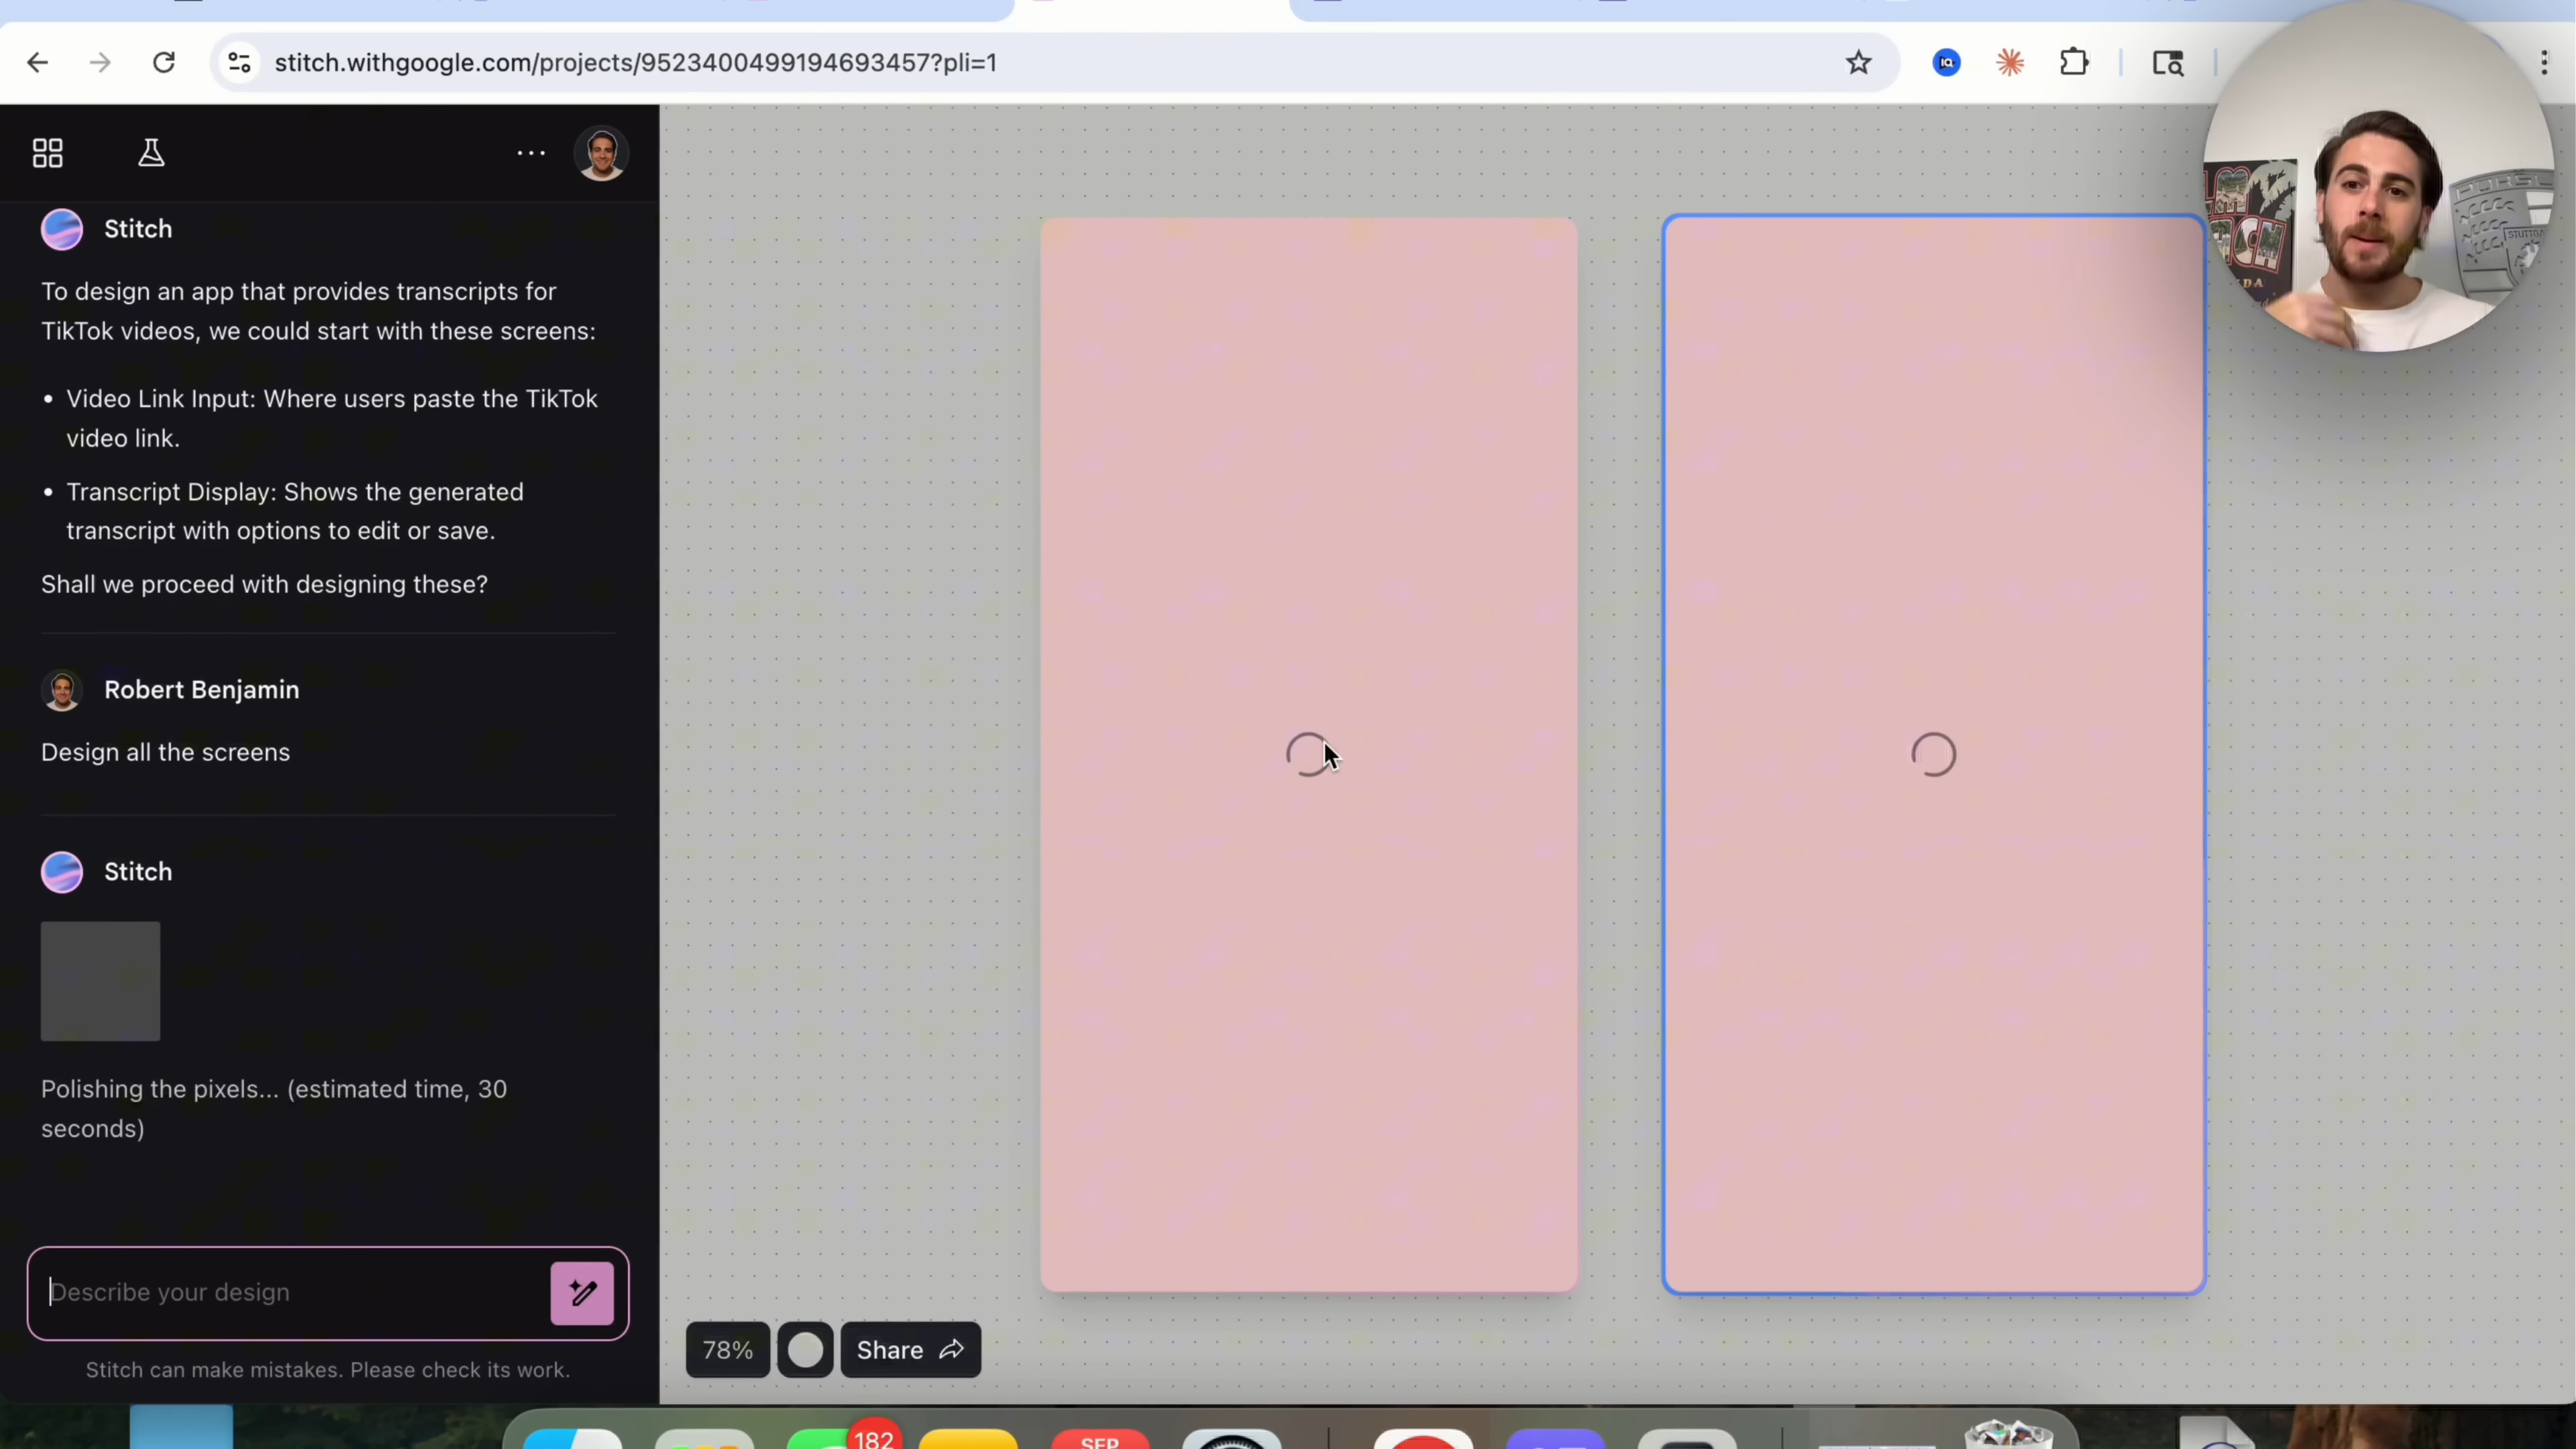 stitch.withgoogle.com/projects/9523400499194693457?pli=1
IQ
Stitch
To design an app that provides transcripts for
TikTok videos, we could start with these screens:
• Video Link Input: Where users paste the TikTok
video link.
• Transcript Display: Shows the generated
transcript with options to edit or save.
Shall we proceed with designing these?
Robert Benjamin
Design all the screens
Stitch
Polishing the pixels... (estimated time, 30
seconds)
Describe your design
Stitch can make mistakes. Please check its work.
78%
Share
182
SEP